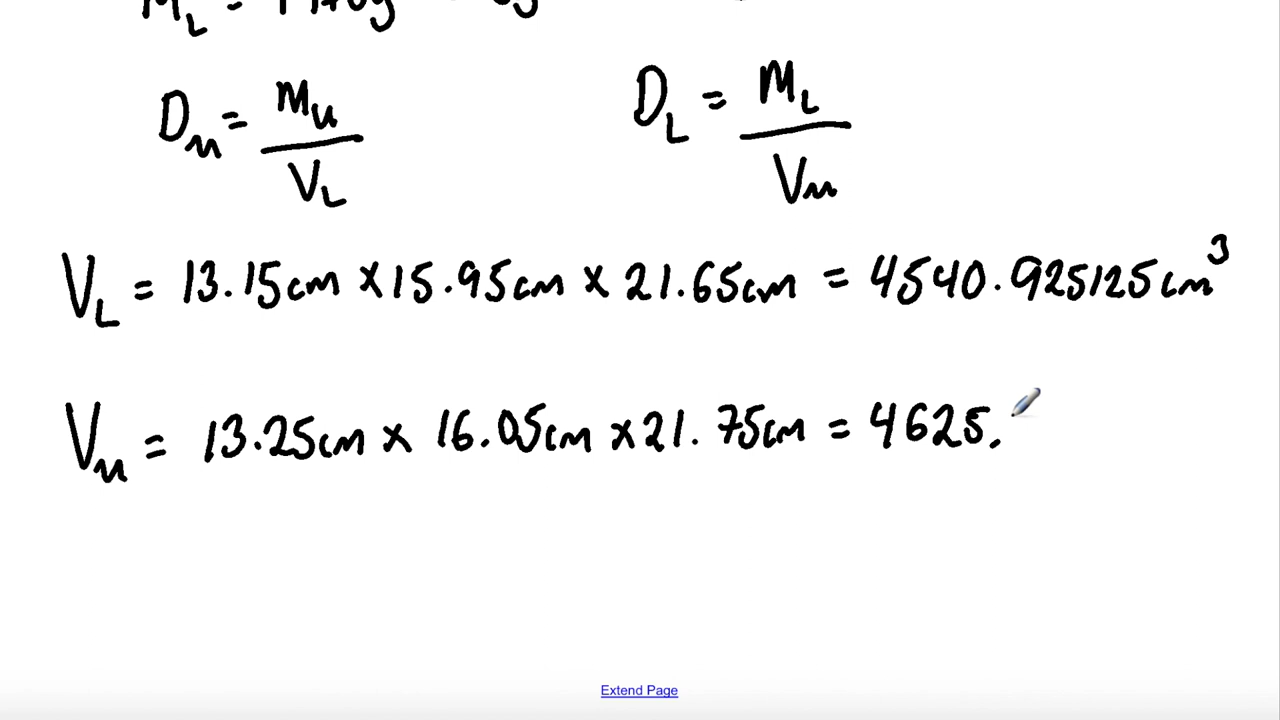 M_L =
D_u = M_u / V_L D_L = M_L / V_u
V_L = 13.15cm × 15.95cm × 21.65cm = 4540.925125cm³
V_u = 13.25cm × 16.05cm × 21.75cm = 4625.
Extend Page